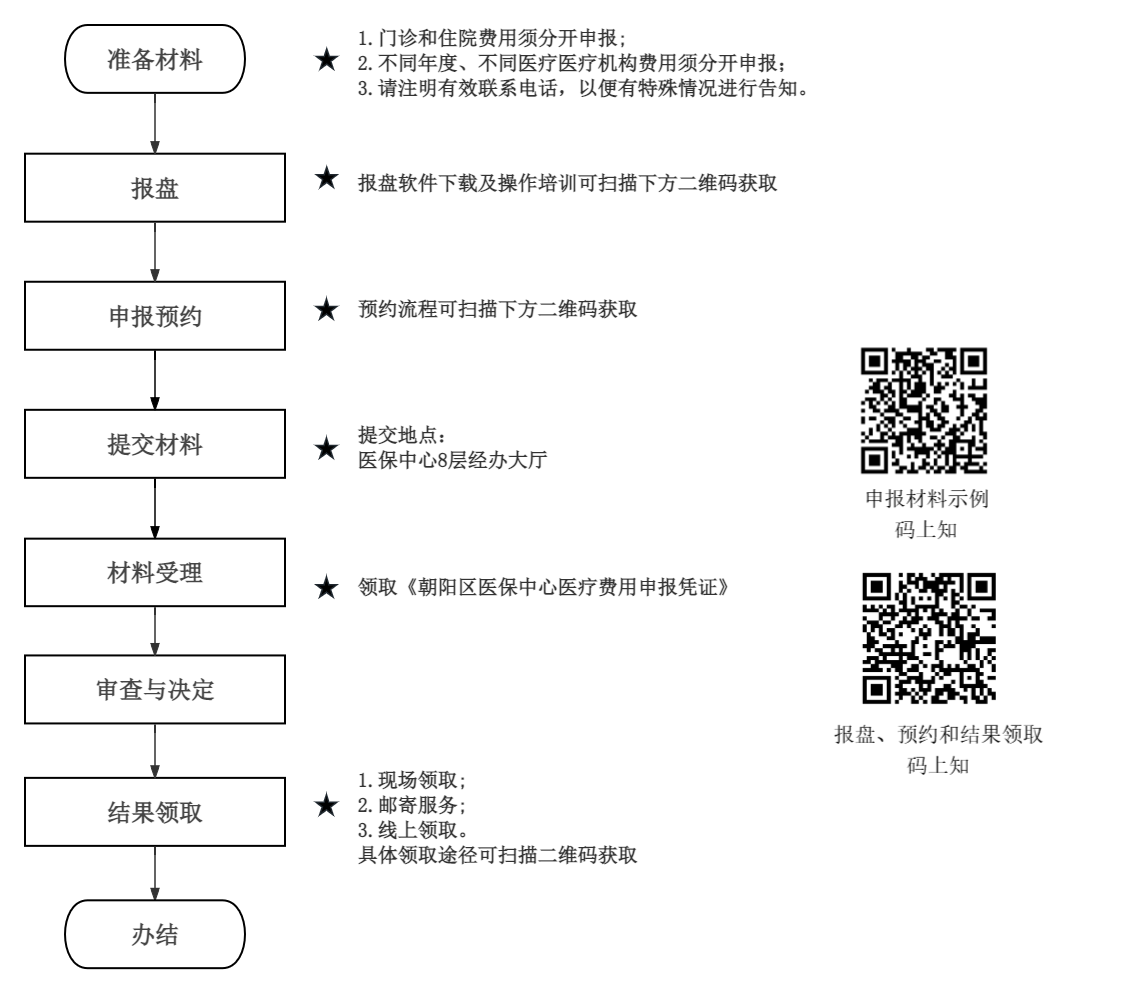 准备材料
1.门诊和住院费用须分开申报;
2.不同年度、不同医疗医疗机构费用须分开申报;
3.请注明有效联系电话，以便有特殊情况进行告知。
报盘
报盘软件下载及操作培训可扫描下方二维码获取
申报预约
预约流程可扫描下方二维码获取
提交材料
提交地点:
医保中心8层经办大厅
申报材料示例
码上知
材料受理
领取《朝阳区医保中心医疗费用申报凭证》
审查与决定
报盘、预约和结果领取
码上知
结果领取
1.现场领取;
2.邮寄服务;
3.线上领取。
具体领取途径可扫描二维码获取
办结